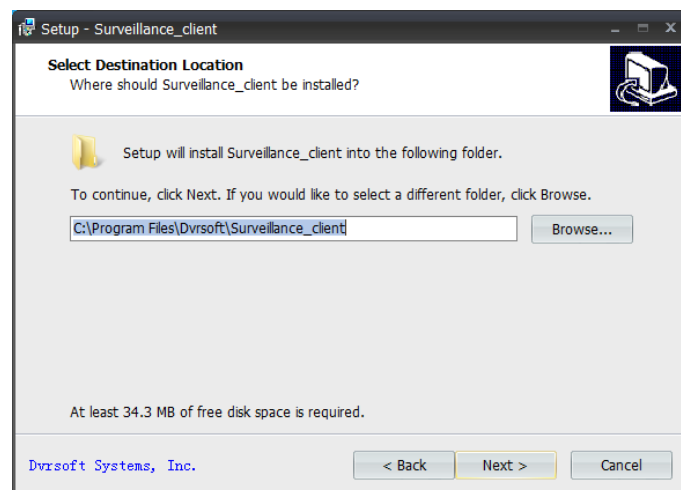 Setup - Surveillance_client
Select Destination Location
Where should Surveillance_client be installed?
Setup will install Surveillance_client into the following folder.
To continue, click Next. If you would like to select a different folder, click Browse.
C:\Program Files\Dvrsoft\Surveillance_client
Browse...
At least 34.3 MB of free disk space is required.
Dvrsoft Systems, Inc.
< Back
Next >
Cancel